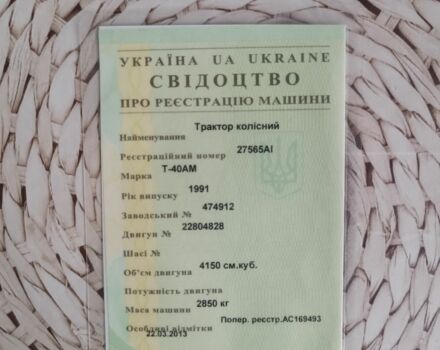 УКРАЇНА UA UKRAINE
СВІДОЦТВО
ПРО РЕЄСТРАЦІЮ МАШИНИ
Трактор колісний
Найменування
27565АІ
Реєстраційний номер
Т-40АМ
Марка
1991
Рік випуску
474912
Заводський №
22804828
Двигун №
Шасі №
4150 см.куб.
Об'єм двигуна
Потужність двигуна
2850 кг
Маса машини
Попер. реєстр.АС169493
Особливі відмітки
22.03.2013